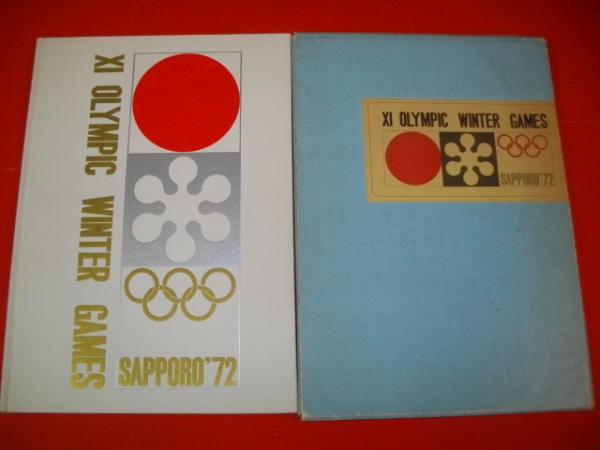 XI OLYMPIC WINTER GAMES
SAPPORO'72
XI OLYMPIC WINTER GAMES
SAPPORO'72